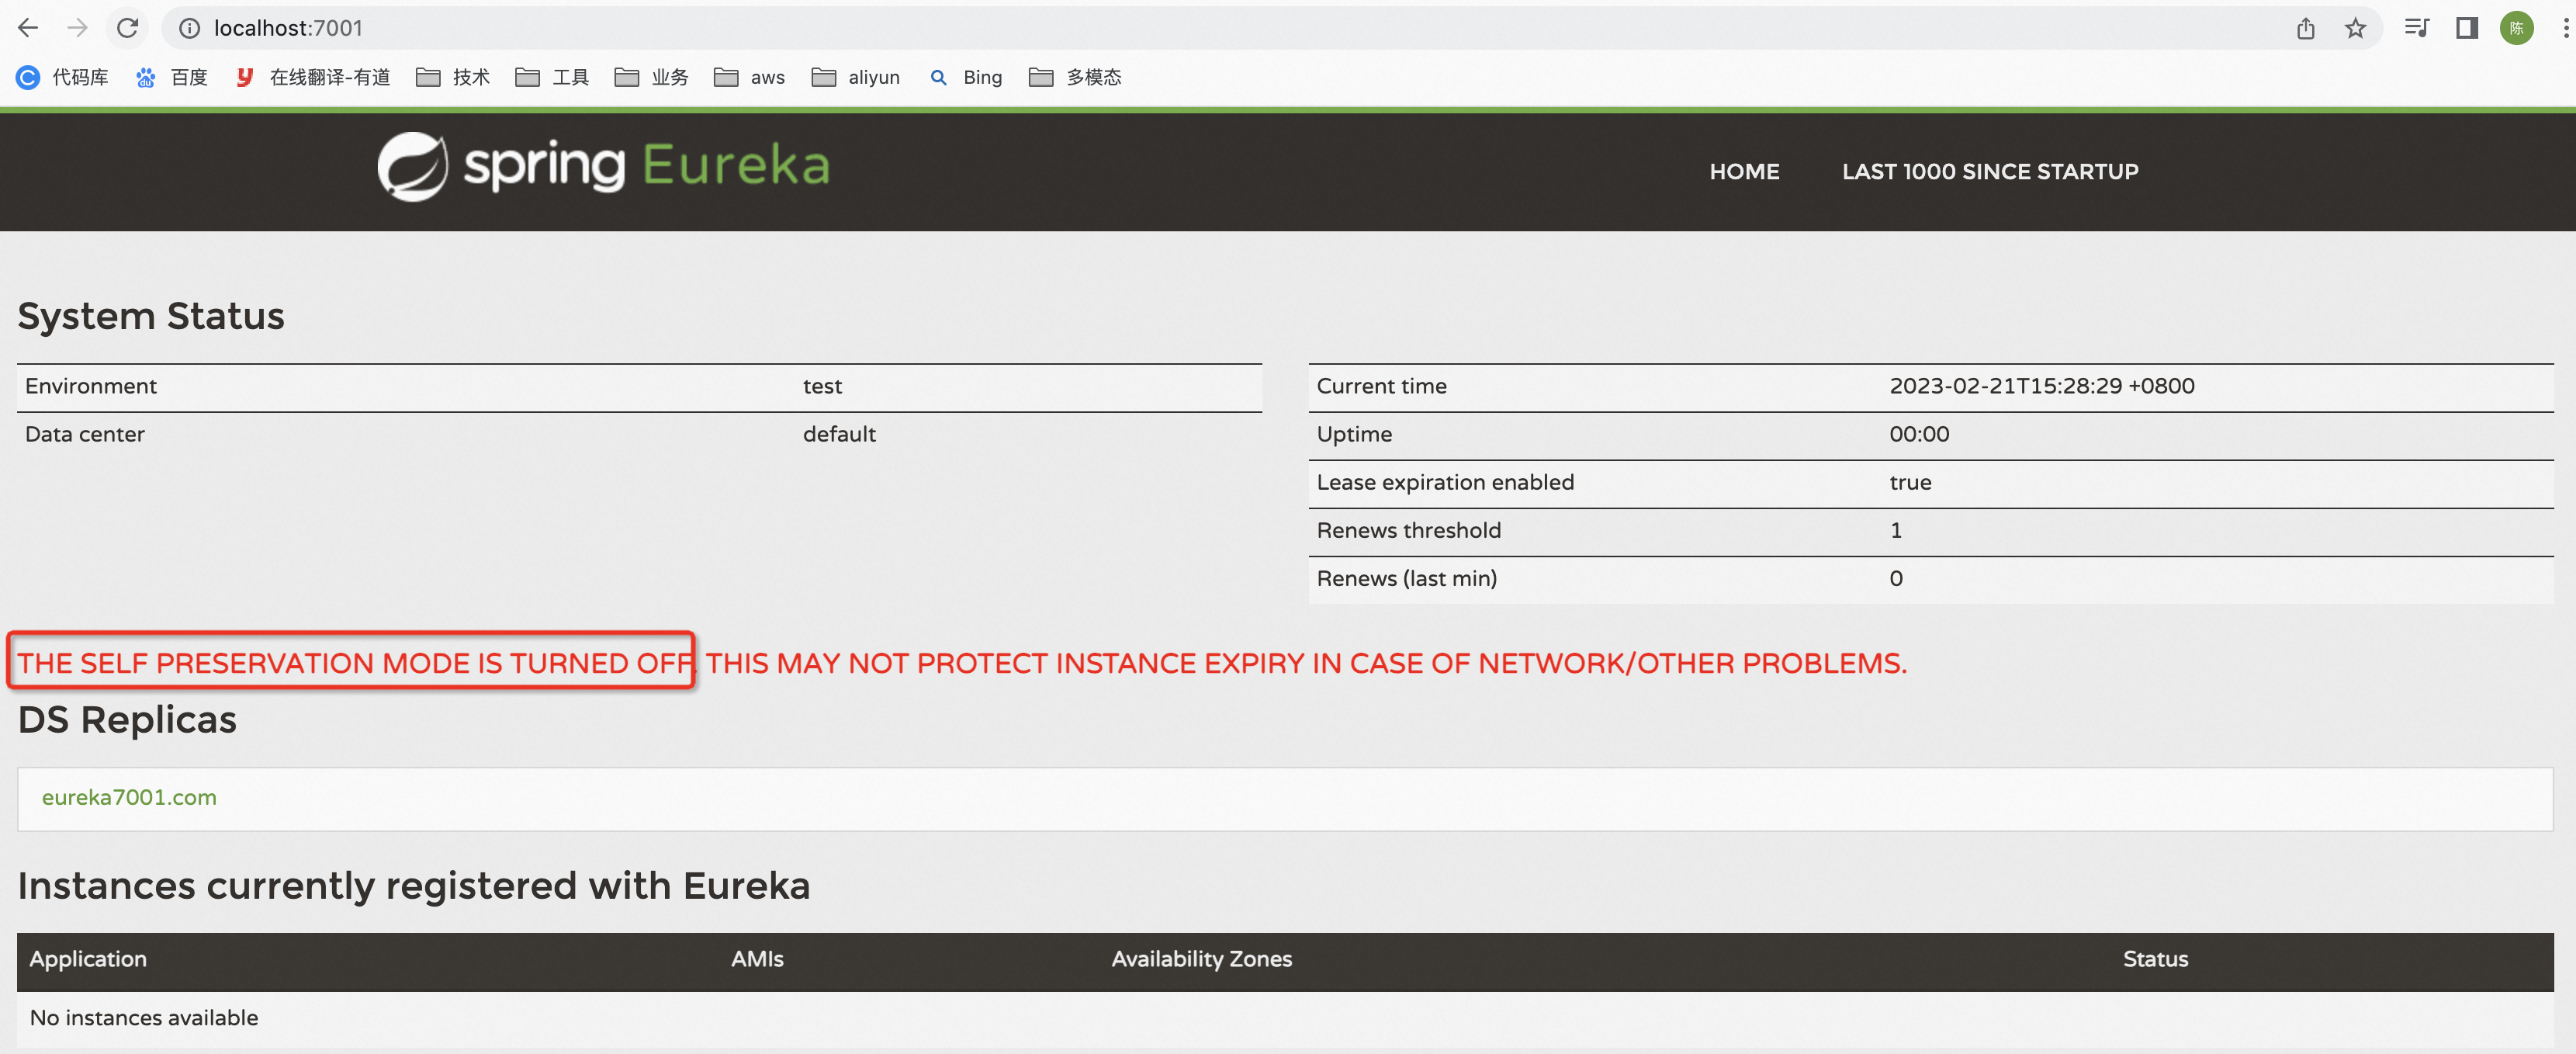 localhost:7001
陈
代码库 百度 在线翻译-有道 技术 工具 业务 aws aliyun Bing 多模态
spring Eureka HOME LAST 1000 SINCE STARTUP
System Status
Environment test
Data center default
Current time 2023-02-21T15:28:29 +0800
Uptime 00:00
Lease expiration enabled true
Renews threshold 1
Renews (last min) 0
THE SELF PRESERVATION MODE IS TURNED OFF. THIS MAY NOT PROTECT INSTANCE EXPIRY IN CASE OF NETWORK/OTHER PROBLEMS.
DS Replicas
eureka7001.com
Instances currently registered with Eureka
Application AMIs Availability Zones Status
No instances available